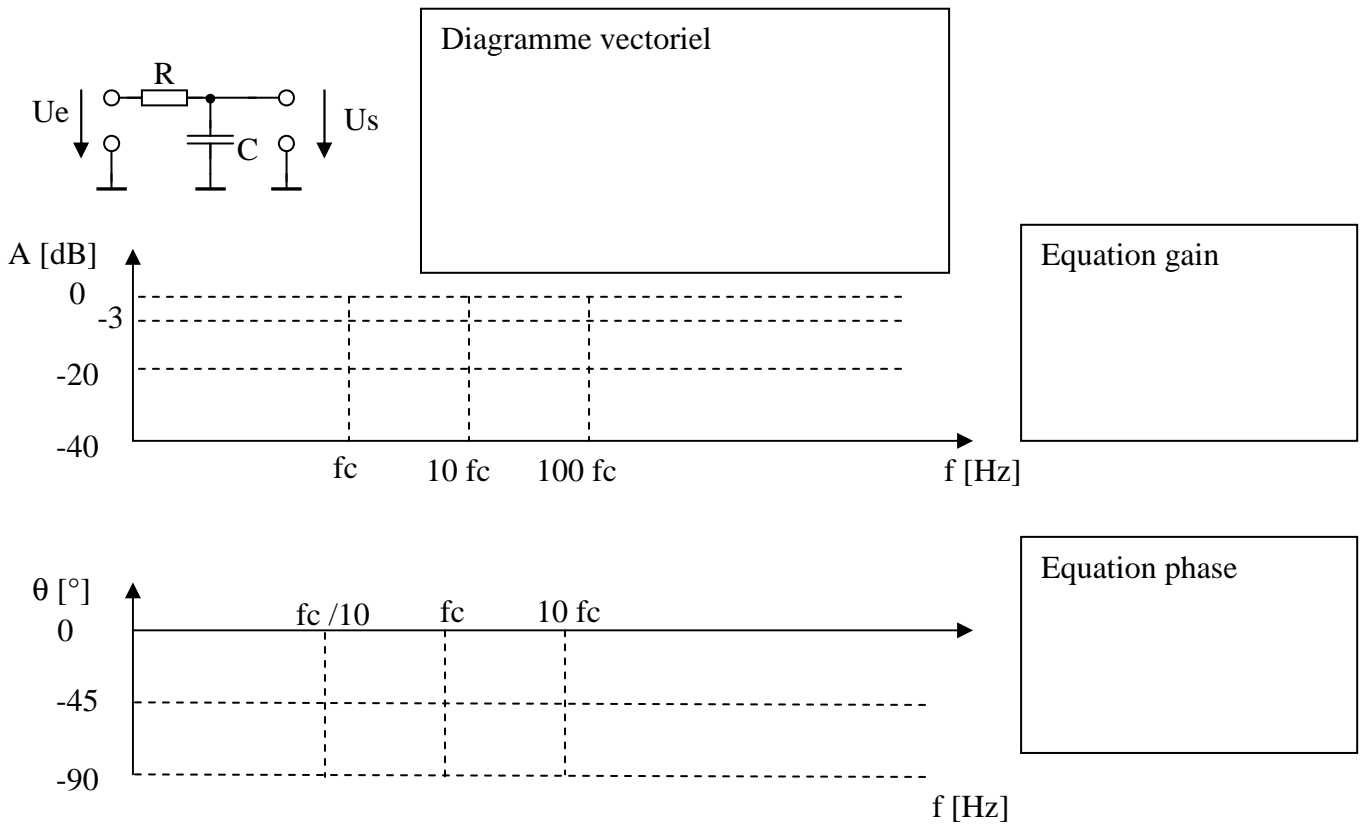 Diagramme vectoriel
R
Ue
Us
C
A [dB]
0
-3
-20
-40
fc
10 fc
100 fc
f [Hz]
Equation gain
θ [°]
0
fc /10
fc
10 fc
-45
-90
f [Hz]
Equation phase